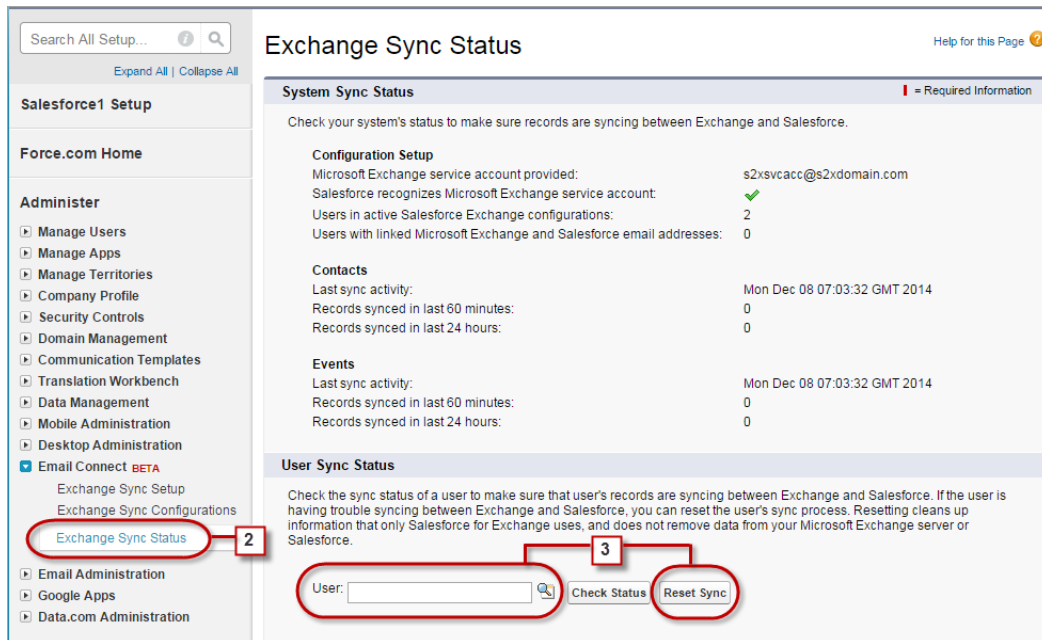 Search All Setup...
Expand All | Collapse All
Salesforce1 Setup
Force.com Home
Administer
Manage Users
Manage Apps
Manage Territories
Company Profile
Security Controls
Domain Management
Communication Templates
Translation Workbench
Data Management
Mobile Administration
Desktop Administration
Email Connect BETA
Exchange Sync Setup
Exchange Sync Configurations
Exchange Sync Status
2
Email Administration
Google Apps
Data.com Administration
Exchange Sync Status
Help for this Page ?
System Sync Status
= Required Information
Check your system's status to make sure records are syncing between Exchange and Salesforce.
Configuration Setup
Microsoft Exchange service account provided: s2xsvcacc@s2xdomain.com
Salesforce recognizes Microsoft Exchange service account:
Users in active Salesforce Exchange configurations: 2
Users with linked Microsoft Exchange and Salesforce email addresses: 0
Contacts
Last sync activity: Mon Dec 08 07:03:32 GMT 2014
Records synced in last 60 minutes: 0
Records synced in last 24 hours: 0
Events
Last sync activity: Mon Dec 08 07:03:32 GMT 2014
Records synced in last 60 minutes: 0
Records synced in last 24 hours: 0
User Sync Status
Check the sync status of a user to make sure that user's records are syncing between Exchange and Salesforce. If the user is
having trouble syncing between Exchange and Salesforce, you can reset the user's sync process. Resetting cleans up
information that only Salesforce for Exchange uses, and does not remove data from your Microsoft Exchange server or
Salesforce.
3
User: Check Status Reset Sync